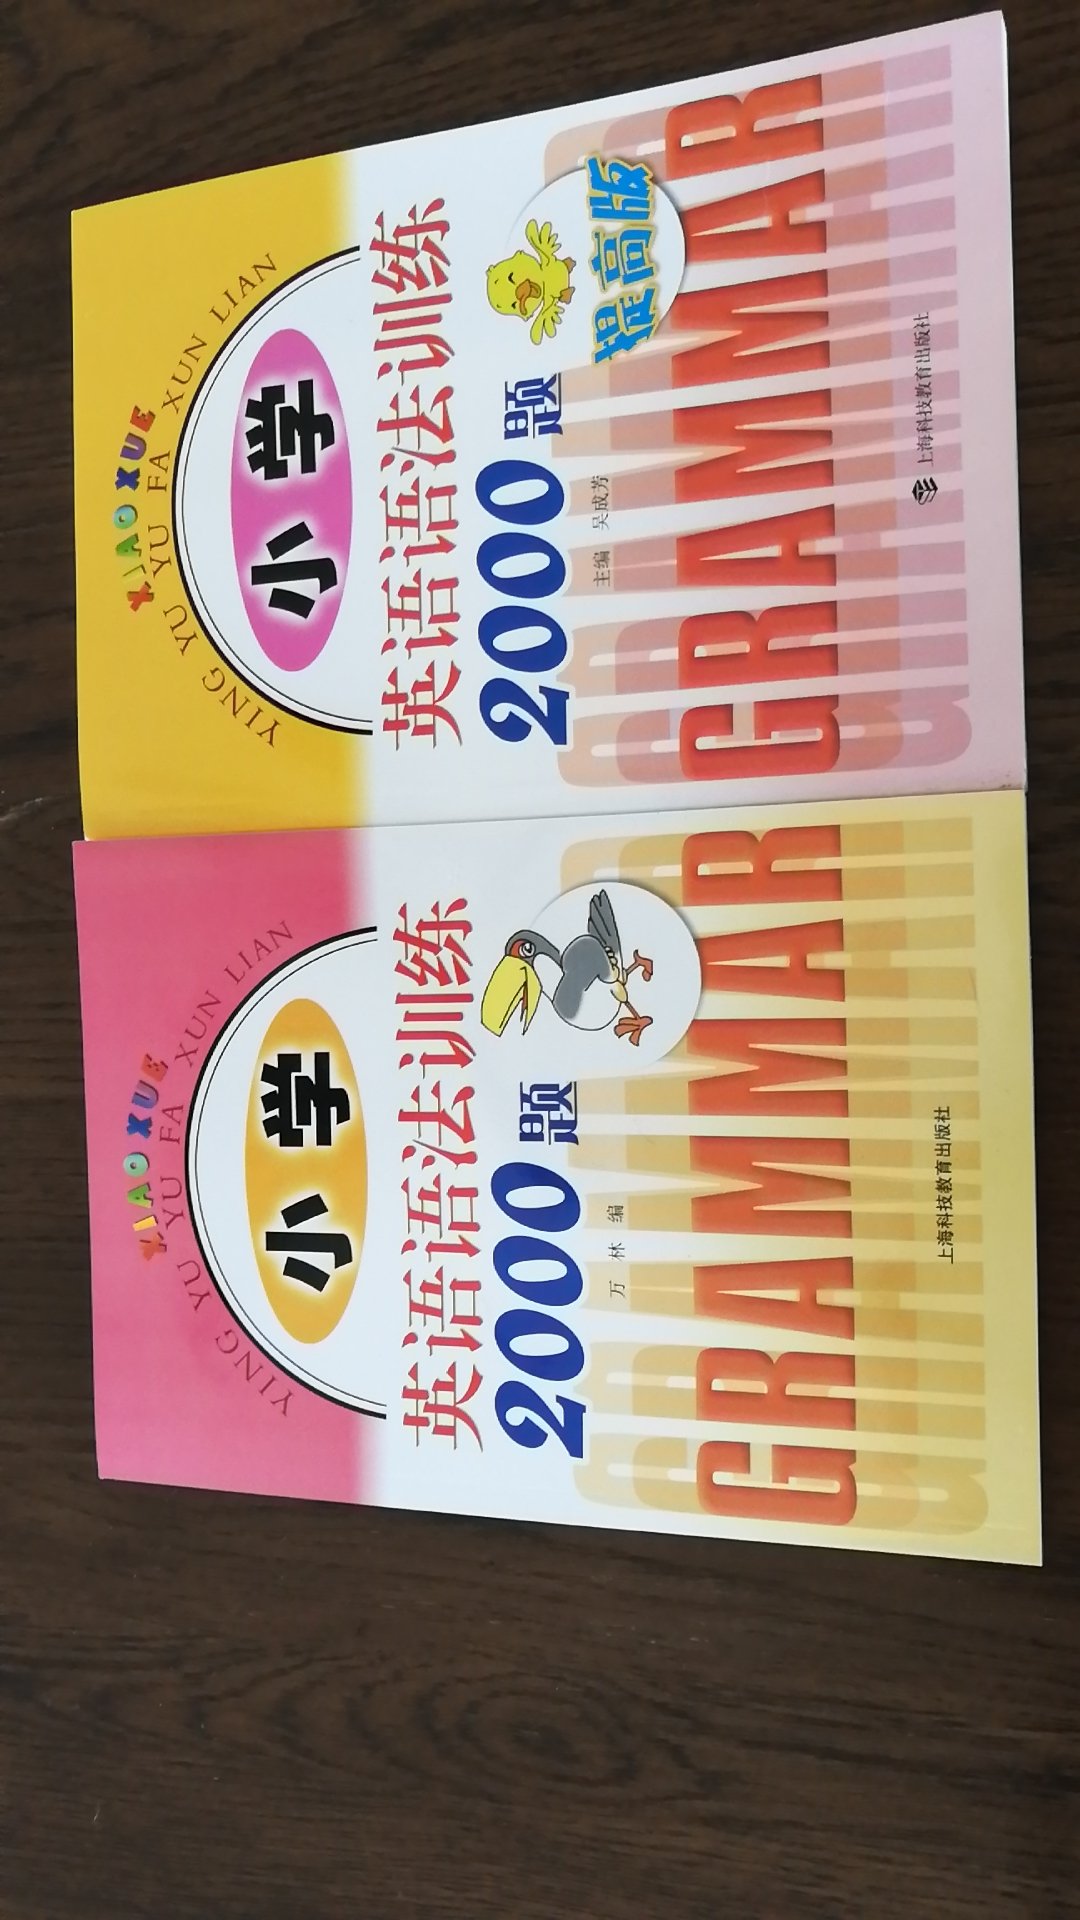 XIAO XUE
YING YU YU FA XUN LIAN
小学
英语语法训练
2000题
万 林 编
GRAMMAR
上海科技教育出版社
XIAO XUE
YING YU YU FA XUN LIAN
小学
英语语法训练
2000题
提高版
主编 吴成芳
GRAMMAR
上海科技教育出版社